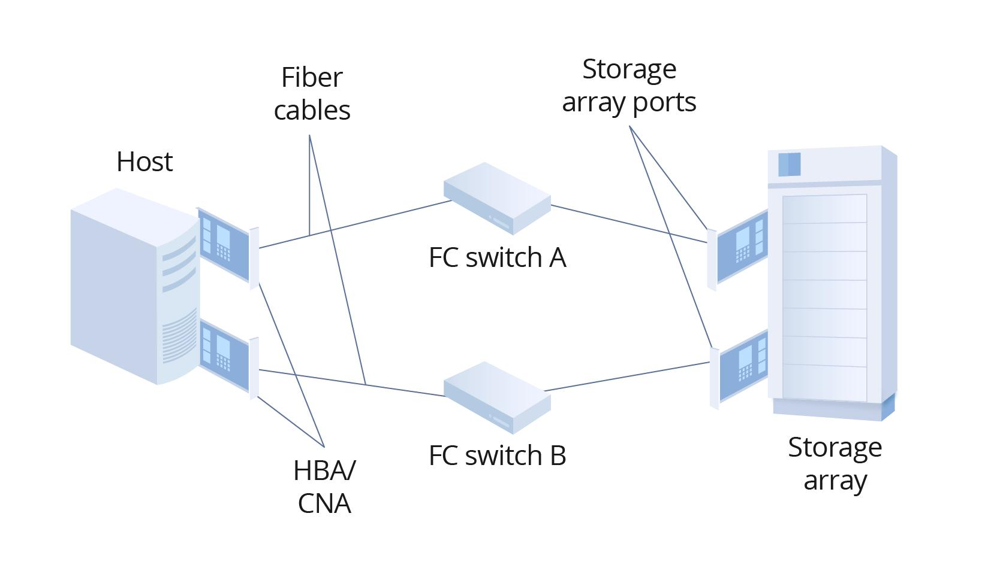 Fiber
cables
Storage
array ports
Host
FC switch A
FC switch B
Storage
array
HBA/
CNA